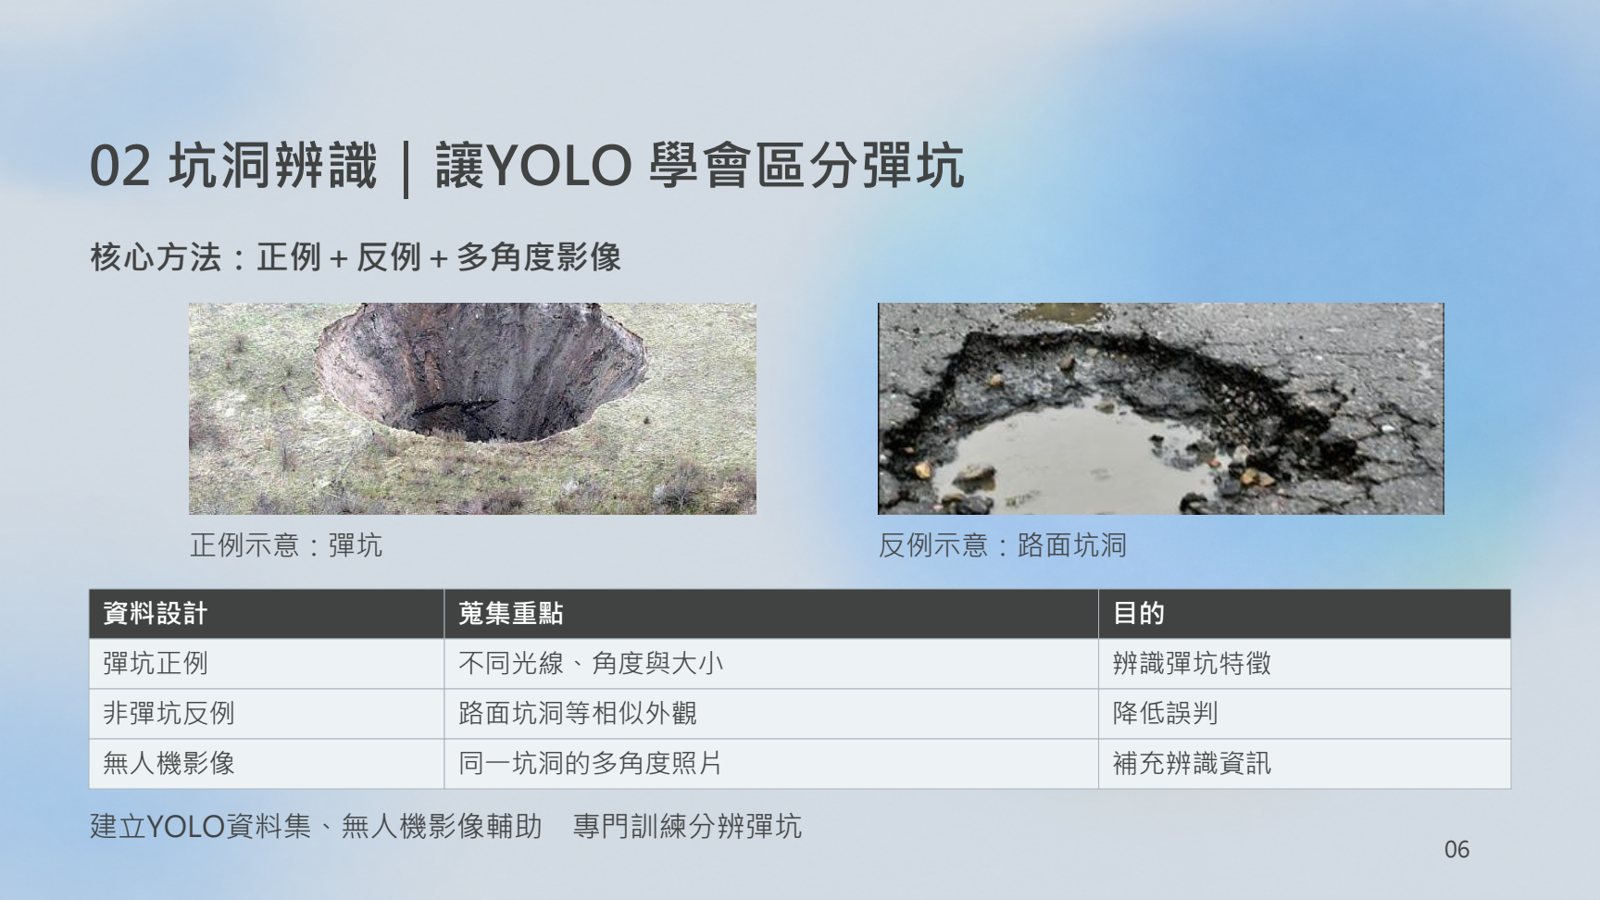 02 坑洞辨識｜讓YOLO 學會區分彈坑
核心方法：正例＋反例＋多角度影像
正例示意：彈坑
反例示意：路面坑洞
資料設計 蒐集重點 目的
彈坑正例 不同光線、角度與大小 辨識彈坑特徵
非彈坑反例 路面坑洞等相似外觀 降低誤判
無人機影像 同一坑洞的多角度照片 補充辨識資訊
建立YOLO資料集、無人機影像輔助　專門訓練分辨彈坑
06